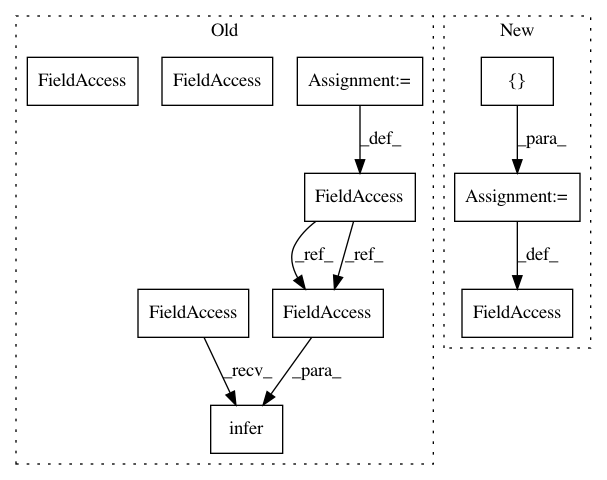 Old
New
FieldAccess
FieldAccess
Assignment:=
{}
_def_
_para_
FieldAccess
Assignment:=
_ref_
_ref_
_def_
FieldAccess
FieldAccess
FieldAccess
_recv_
_para_
infer